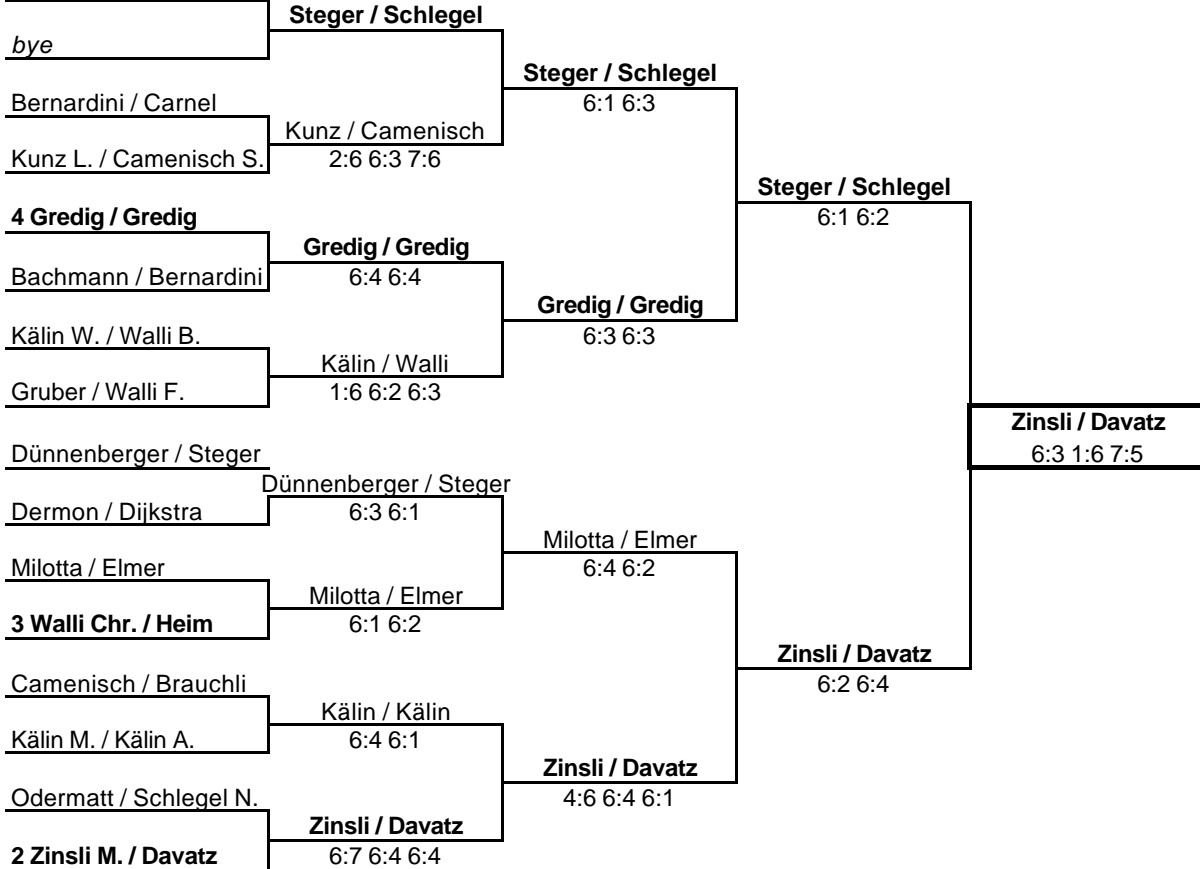 Steger / Schlegel
bye
Steger / Schlegel
Bernardini / Carnel
6:1 6:3
Kunz / Camenisch
Kunz L. / Camenisch S.
2:6 6:3 7:6
Steger / Schlegel
4 Gredig / Gredig
6:1 6:2
Gredig / Gredig
Bachmann / Bernardini
6:4 6:4
Gredig / Gredig
Kälin W. / Walli B.
6:3 6:3
Kälin / Walli
Gruber / Walli F.
1:6 6:2 6:3
Zinsli / Davatz
Dünnenberger / Steger
6:3 1:6 7:5
Dünnenberger / Steger
Dermon / Dijkstra
6:3 6:1
Milotta / Elmer
Milotta / Elmer
6:4 6:2
Milotta / Elmer
3 Walli Chr. / Heim
6:1 6:2
Zinsli / Davatz
Camenisch / Brauchli
6:2 6:4
Kälin / Kälin
Kälin M. / Kälin A.
6:4 6:1
Zinsli / Davatz
Odermatt / Schlegel N.
4:6 6:4 6:1
Zinsli / Davatz
2 Zinsli M. / Davatz
6:7 6:4 6:4